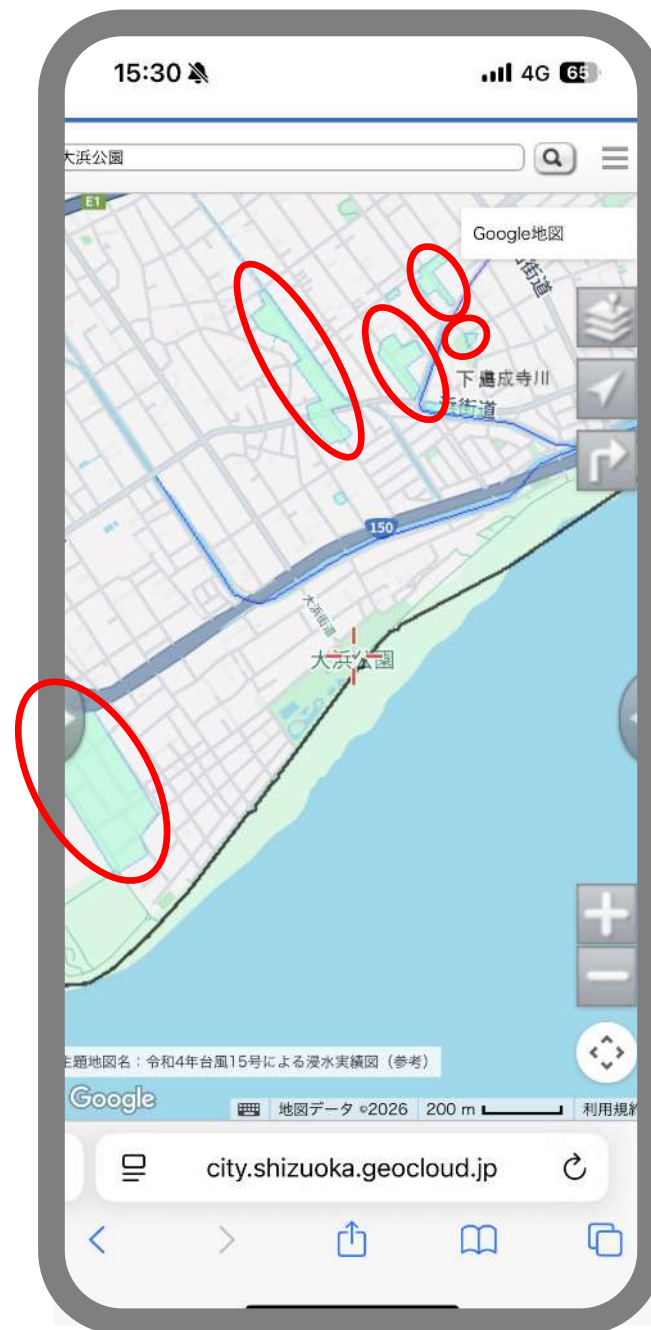 15:30
4G 65
大浜公園
E1
Google地図
街道
下 成寺川
浜街道
150
大浜街道
大浜公園
主題地図名：令和4年台風15号による浸水実績図（参考）
Google
地図データ ©2026 200 m 利用規約
city.shizuoka.geocloud.jp